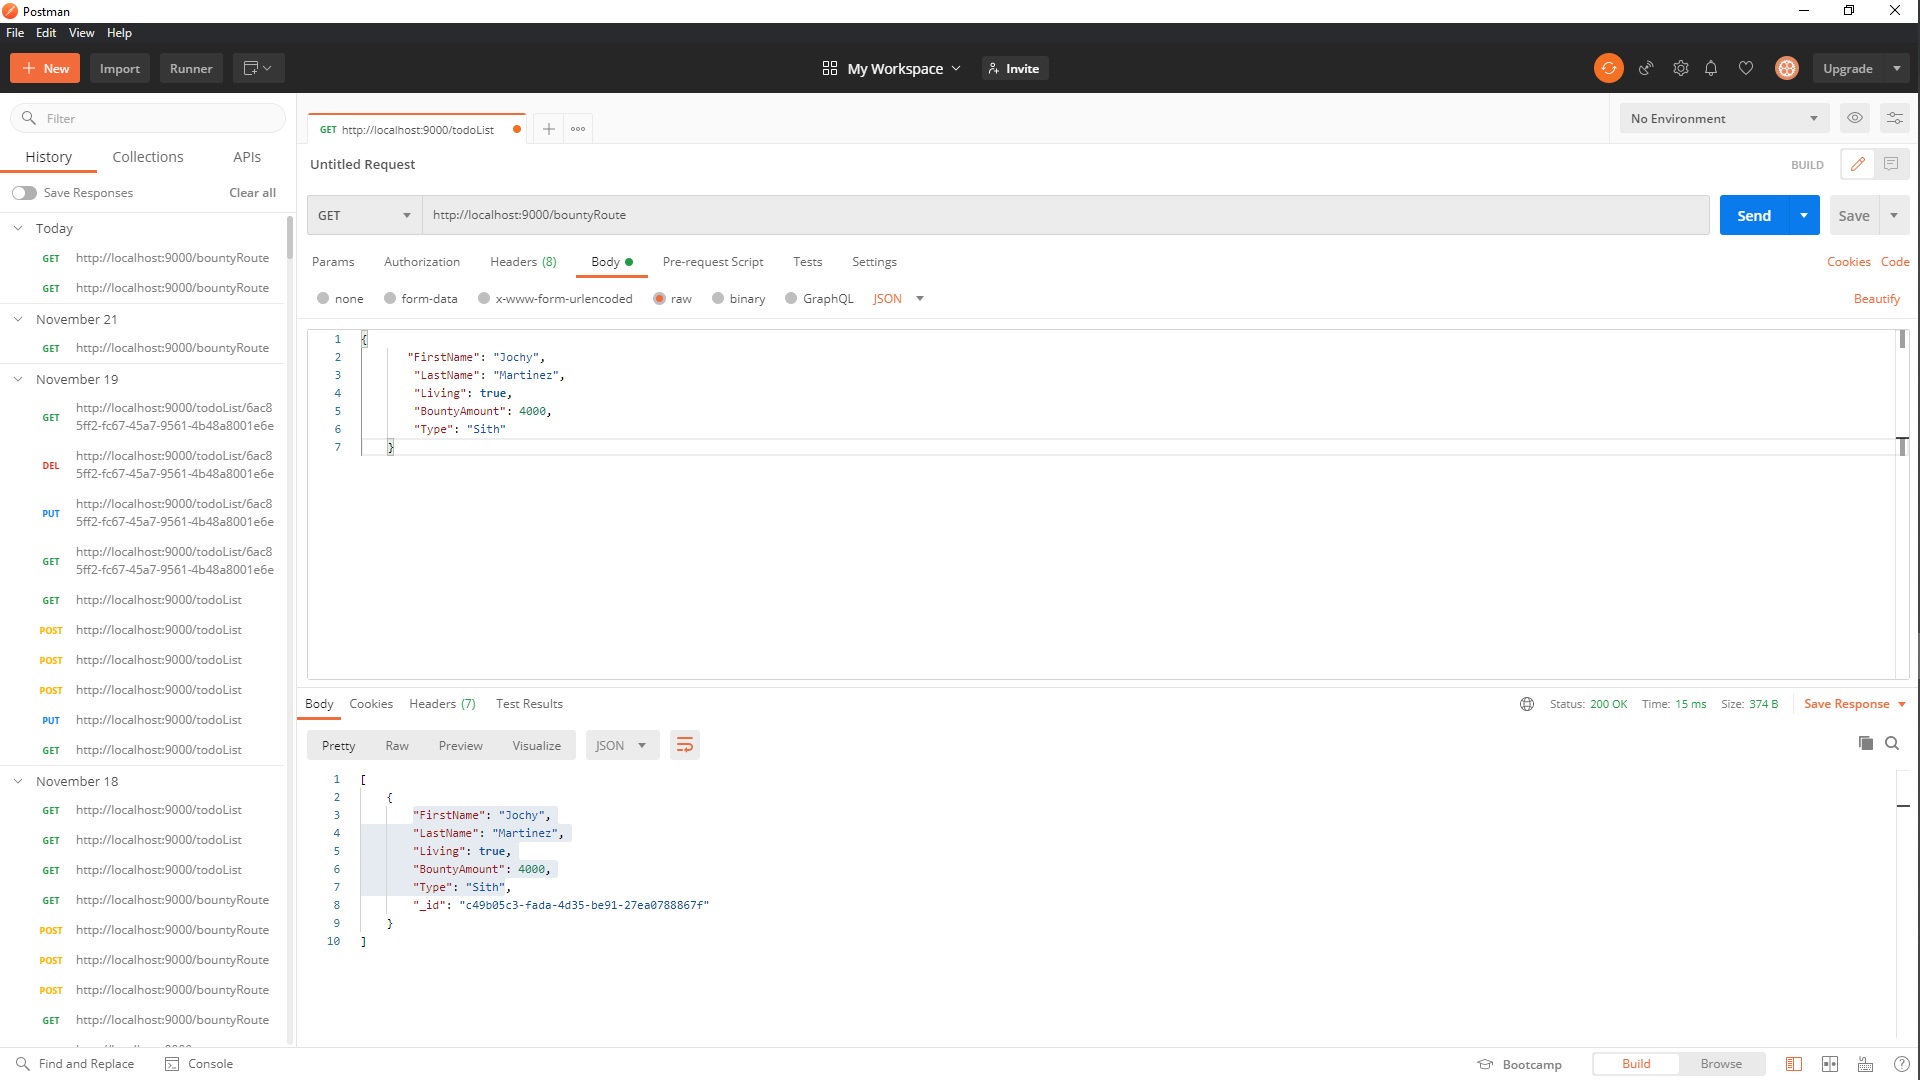 Postman
File Edit View Help
New Import Runner My Workspace Invite Upgrade
Filter
History Collections APIs
Save Responses Clear all
Today
GET http://localhost:9000/bountyRoute
GET http://localhost:9000/bountyRoute
November 21
GET http://localhost:9000/bountyRoute
November 19
GET http://localhost:9000/todoList/6ac8
5ff2-fc67-45a7-9561-4b48a8001e6e
DEL http://localhost:9000/todoList/6ac8
5ff2-fc67-45a7-9561-4b48a8001e6e
PUT http://localhost:9000/todoList/6ac8
5ff2-fc67-45a7-9561-4b48a8001e6e
GET http://localhost:9000/todoList/6ac8
5ff2-fc67-45a7-9561-4b48a8001e6e
GET http://localhost:9000/todoList
POST http://localhost:9000/todoList
POST http://localhost:9000/todoList
POST http://localhost:9000/todoList
PUT http://localhost:9000/todoList
GET http://localhost:9000/todoList
November 18
GET http://localhost:9000/todoList
GET http://localhost:9000/todoList
GET http://localhost:9000/todoList
GET http://localhost:9000/bountyRoute
POST http://localhost:9000/bountyRoute
POST http://localhost:9000/bountyRoute
POST http://localhost:9000/bountyRoute
GET http://localhost:9000/bountyRoute
GET http://localhost:9000/todoList
No Environment
Untitled Request
BUILD
GET http://localhost:9000/bountyRoute
Send Save
Params Authorization Headers (8) Body Pre-request Script Tests Settings Cookies Code
none form-data x-www-form-urlencoded raw binary GraphQL JSON Beautify
1 {
2 "FirstName": "Jochy",
3 "LastName": "Martinez",
4 "Living": true,
5 "BountyAmount": 4000,
6 "Type": "Sith"
7 }
Body Cookies Headers (7) Test Results Status: 200 OK Time: 15 ms Size: 374 B Save Response
Pretty Raw Preview Visualize JSON
1 [
2 {
3 "FirstName": "Jochy",
4 "LastName": "Martinez",
5 "Living": true,
6 "BountyAmount": 4000,
7 "Type": "Sith",
8 "_id": "c49b05c3-fada-4d35-be91-27ea0788867f"
9 }
10 ]
Find and Replace Console Bootcamp Build Browse